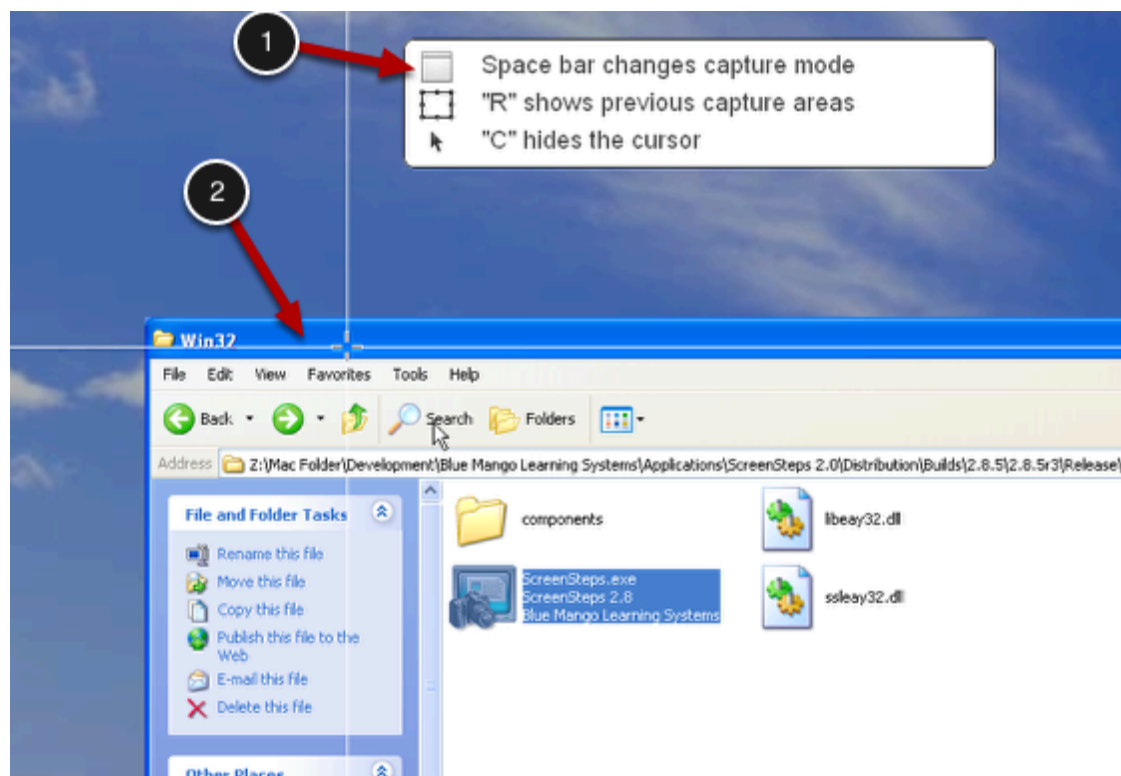 1
Space bar changes capture mode
"R" shows previous capture areas
"C" hides the cursor
2
Win32
File Edit View Favorites Tools Help
Back Search Folders
Address Z:\Mac Folder\Development\Blue Mango Learning Systems\Applications\ScreenSteps 2.0\Distribution\Builds\2.8.5\2.8.5r3\Release\
File and Folder Tasks
Rename this file
Move this file
Copy this file
Publish this file to the
Web
E-mail this file
Delete this file
Other Places
components
libeay32.dll
ScreenSteps.exe
ScreenSteps 2.8
Blue Mango Learning Systems
ssleay32.dll